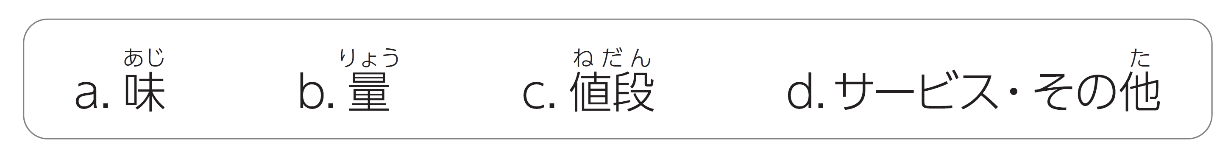 あじ りょう ねだん た
a. 味 b. 量 c. 値段 d. サービス・その他